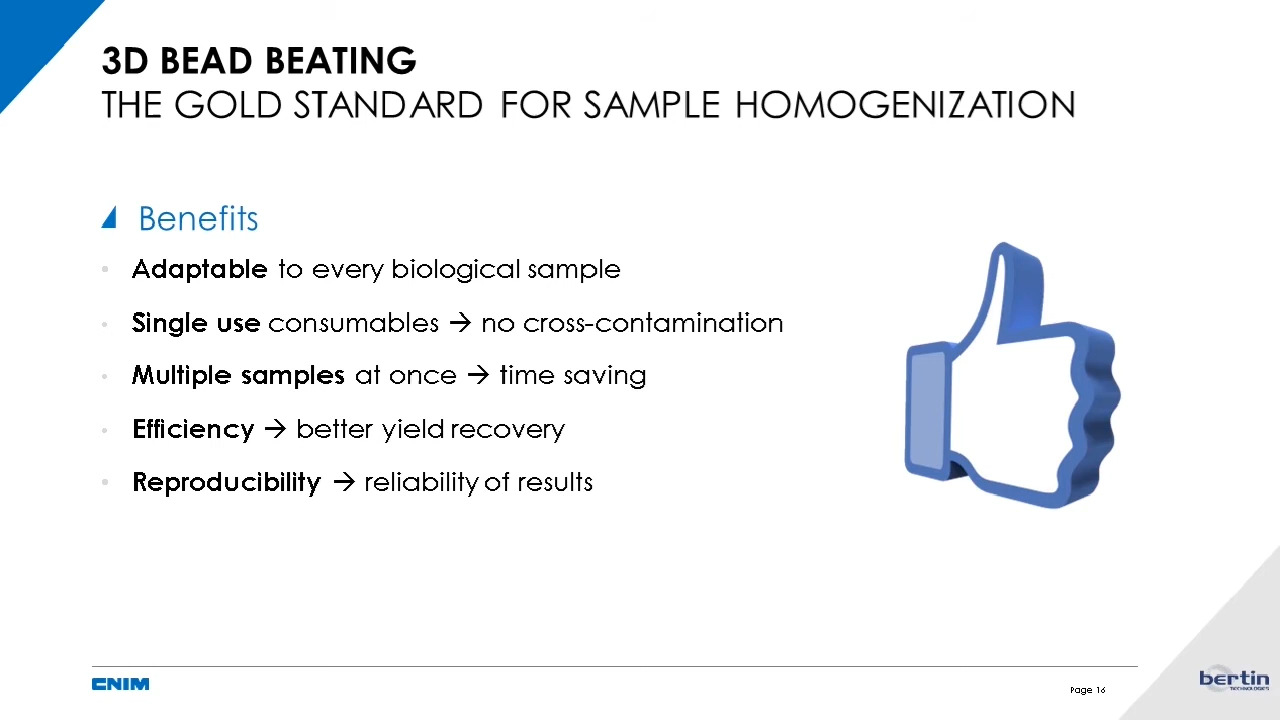 3D BEAD BEATING
THE GOLD STANDARD FOR SAMPLE HOMOGENIZATION
Benefits
• Adaptable to every biological sample
• Single use consumables → no cross-contamination
• Multiple samples at once → time saving
• Efficiency → better yield recovery
• Reproducibility → reliability of results
CNIM
Page 16
bertin
TECHNOLOGIES